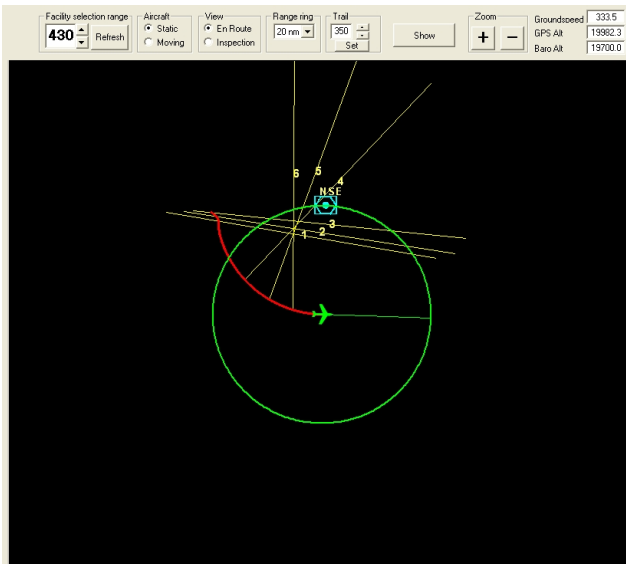 Facility selection range
430
Refresh
Aircraft
Static
Moving
View
En Route
Inspection
Range ring
20 nm
Trail
350
Set
Show
Zoom
+
−
Groundspeed 333.5
GPS Alt 19982.3
Baro Alt 19700.0
6
5
4
NSE
3
1 2